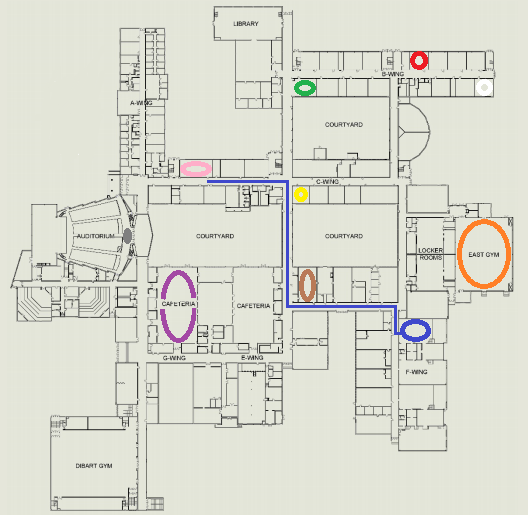 LIBRARY
B-WING
A-WING
COURTYARD
C-WING
AUDITORIUM
COURTYARD
COURTYARD
LOCKER
ROOMS
EAST GYM
CAFETERIA
CAFETERIA
G-WING
E-WING
F-WING
DIBART GYM